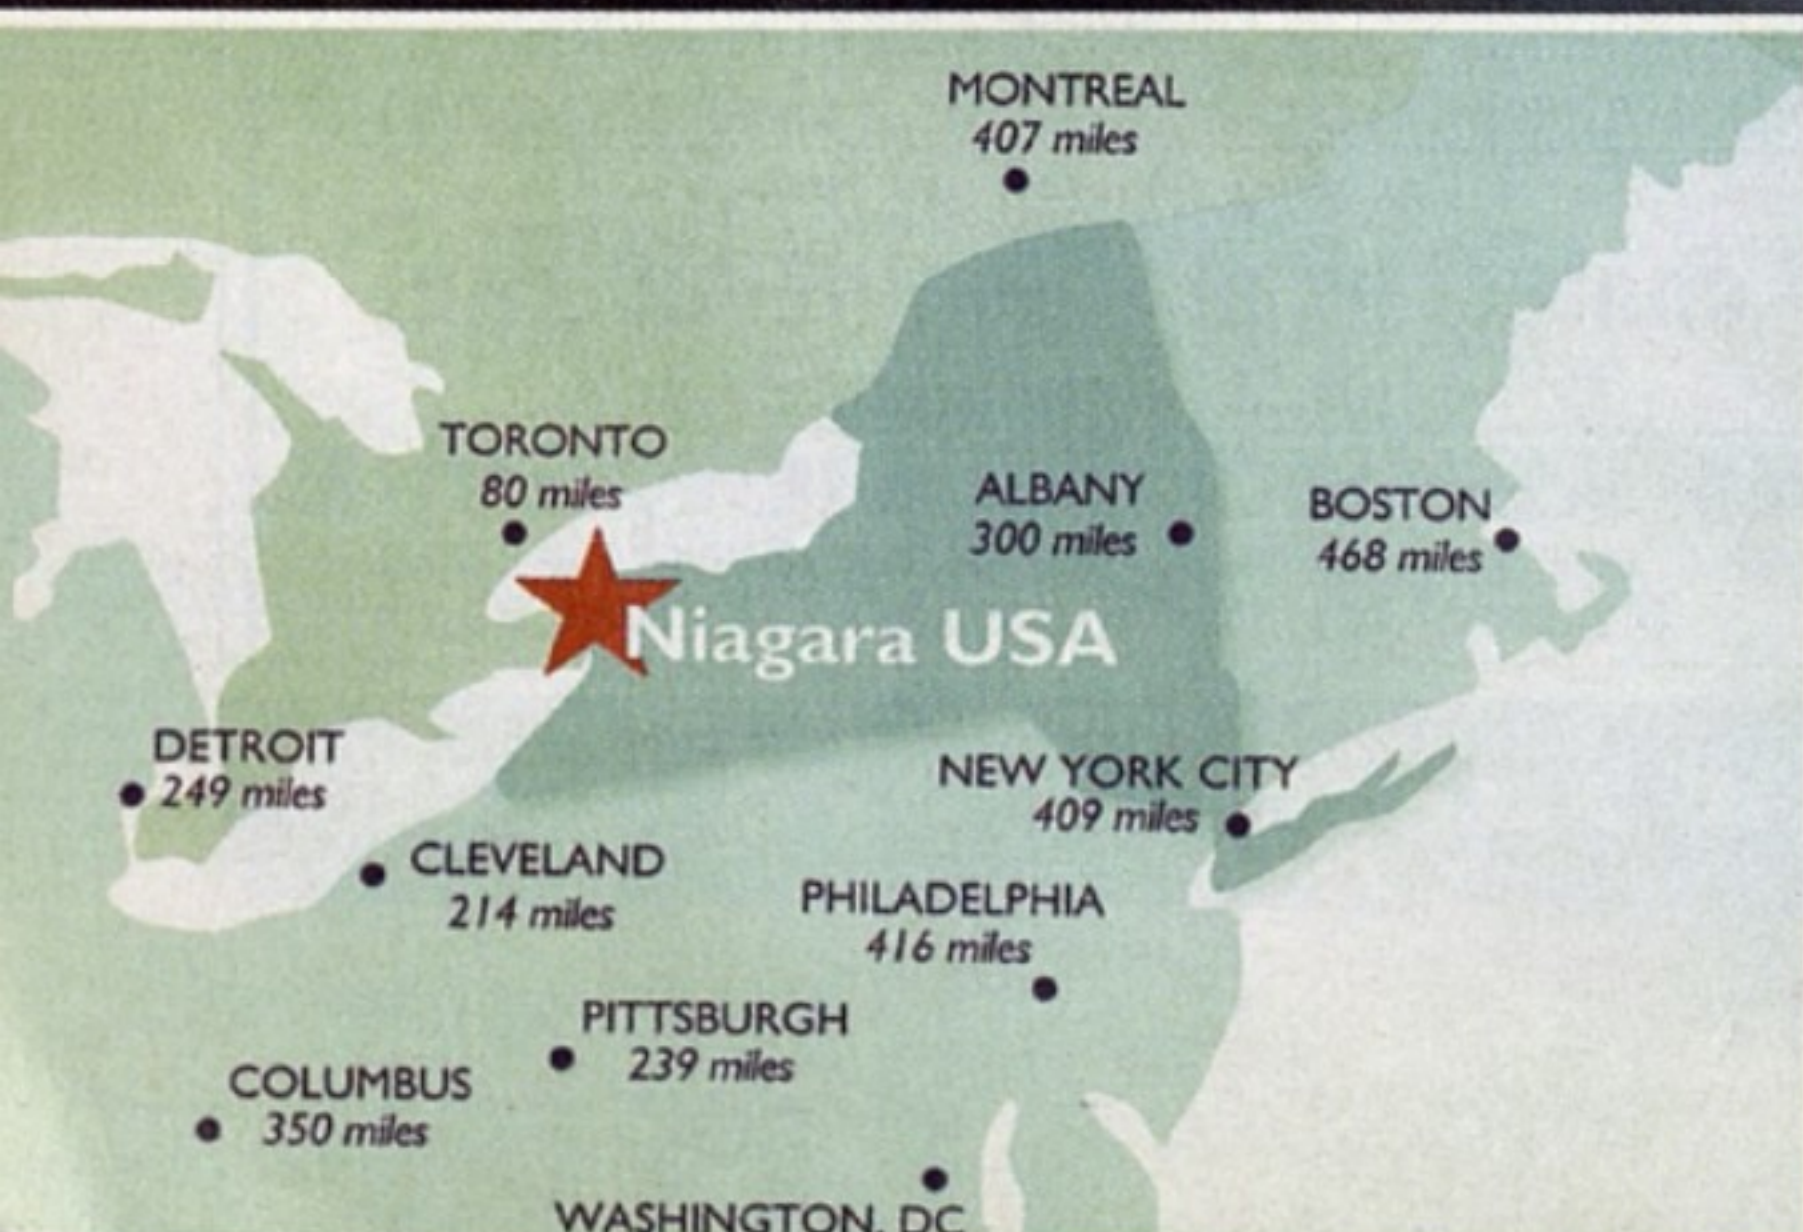 MONTREAL
407 miles
TORONTO
80 miles
ALBANY
300 miles
BOSTON
468 miles
Niagara USA
DETROIT
249 miles
NEW YORK CITY
409 miles
CLEVELAND
214 miles
PHILADELPHIA
416 miles
PITTSBURGH
239 miles
COLUMBUS
350 miles
WASHINGTON, DC